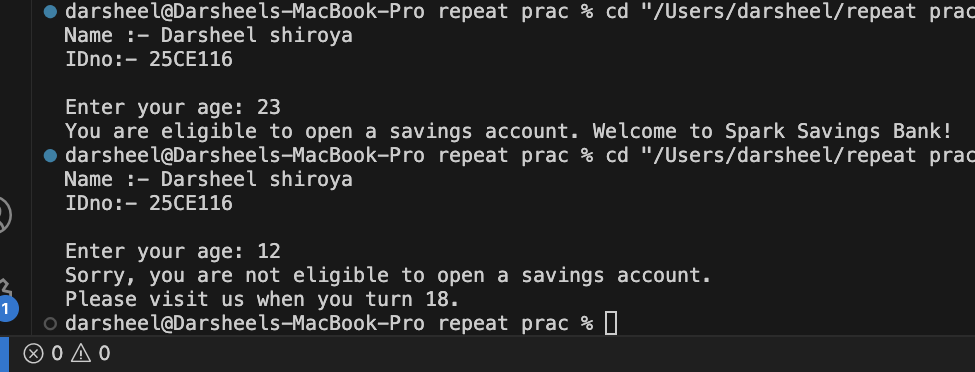 darsheel@Darsheels-MacBook-Pro repeat prac % cd "/Users/darsheel/repeat prac
Name :- Darsheel shiroya
IDno:- 25CE116
Enter your age: 23
You are eligible to open a savings account. Welcome to Spark Savings Bank!
darsheel@Darsheels-MacBook-Pro repeat prac % cd "/Users/darsheel/repeat prac
Name :- Darsheel shiroya
IDno:- 25CE116
Enter your age: 12
Sorry, you are not eligible to open a savings account.
Please visit us when you turn 18.
1
darsheel@Darsheels-MacBook-Pro repeat prac %
0 0